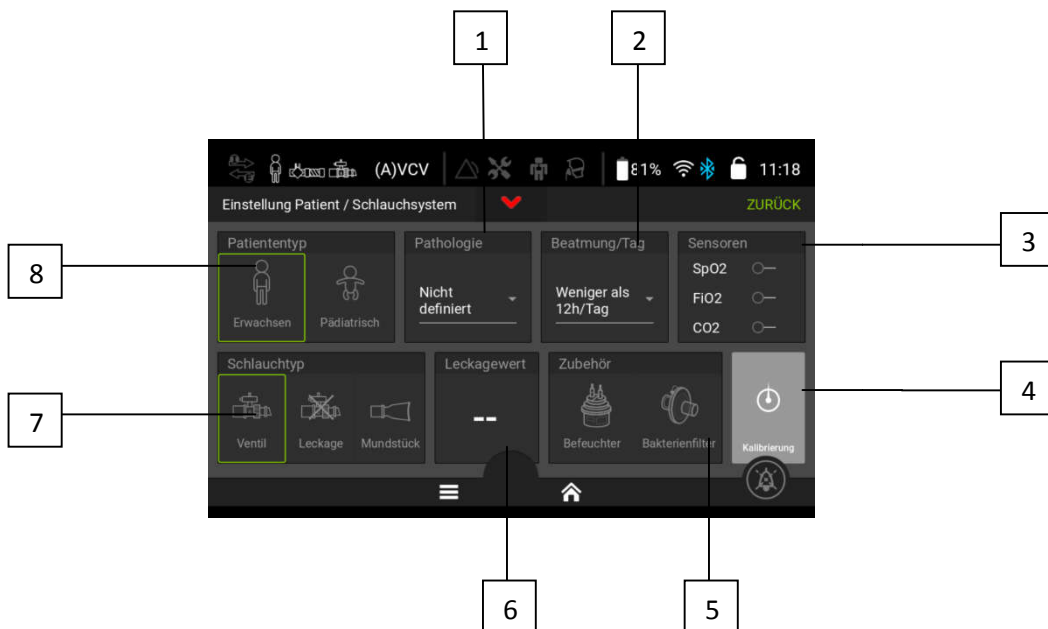 1
2
(A)VCV
81%
11:18
Einstellung Patient / Schlauchsystem
ZURÜCK
3
8
Patiententyp
Erwachsen
Pädiatrisch
Pathologie
Nicht
definiert
Beatmung/Tag
Weniger als
12h/Tag
Sensoren
SpO2
FiO2
CO2
7
Schlauchtyp
Ventil
Leckage
Mundstück
Leckagewert
--
Zubehör
Befeuchter
Bakterienfilter
Kalibrierung
4
6
5